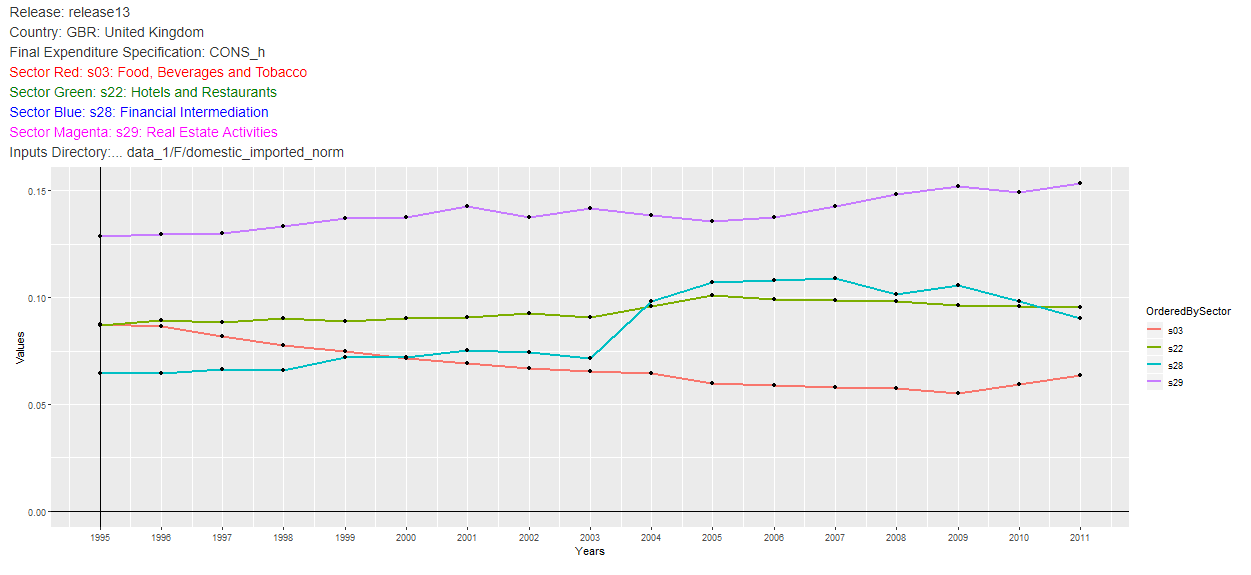 Release: release13
Country: GBR: United Kingdom
Final Expenditure Specification: CONS_h
Sector Red: s03: Food, Beverages and Tobacco
Sector Green: s22: Hotels and Restaurants
Sector Blue: s28: Financial Intermediation
Sector Magenta: s29: Real Estate Activities
Inputs Directory:... data_1/F/domestic_imported_norm
0.15
0.10
0.05
0.00
Values
1995 1996 1997 1998 1999 2000 2001 2002 2003 2004 2005 2006 2007 2008 2009 2010 2011
Years
OrderedBySector
s03
s22
s28
s29